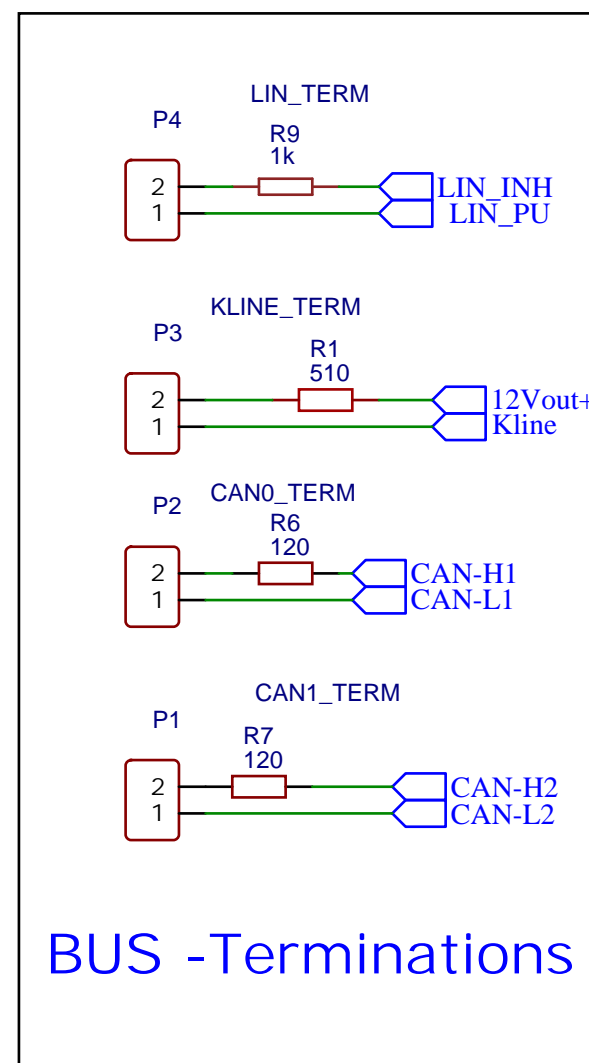 LIN_TERM
P4
R9
1k
2
1
LIN_INH
LIN_PU
KLINE_TERM
P3
R1
510
2
1
12Vout+
Kline
CAN0_TERM
P2
R6
120
2
1
CAN-H1
CAN-L1
CAN1_TERM
P1
R7
120
2
1
CAN-H2
CAN-L2
BUS -Terminations